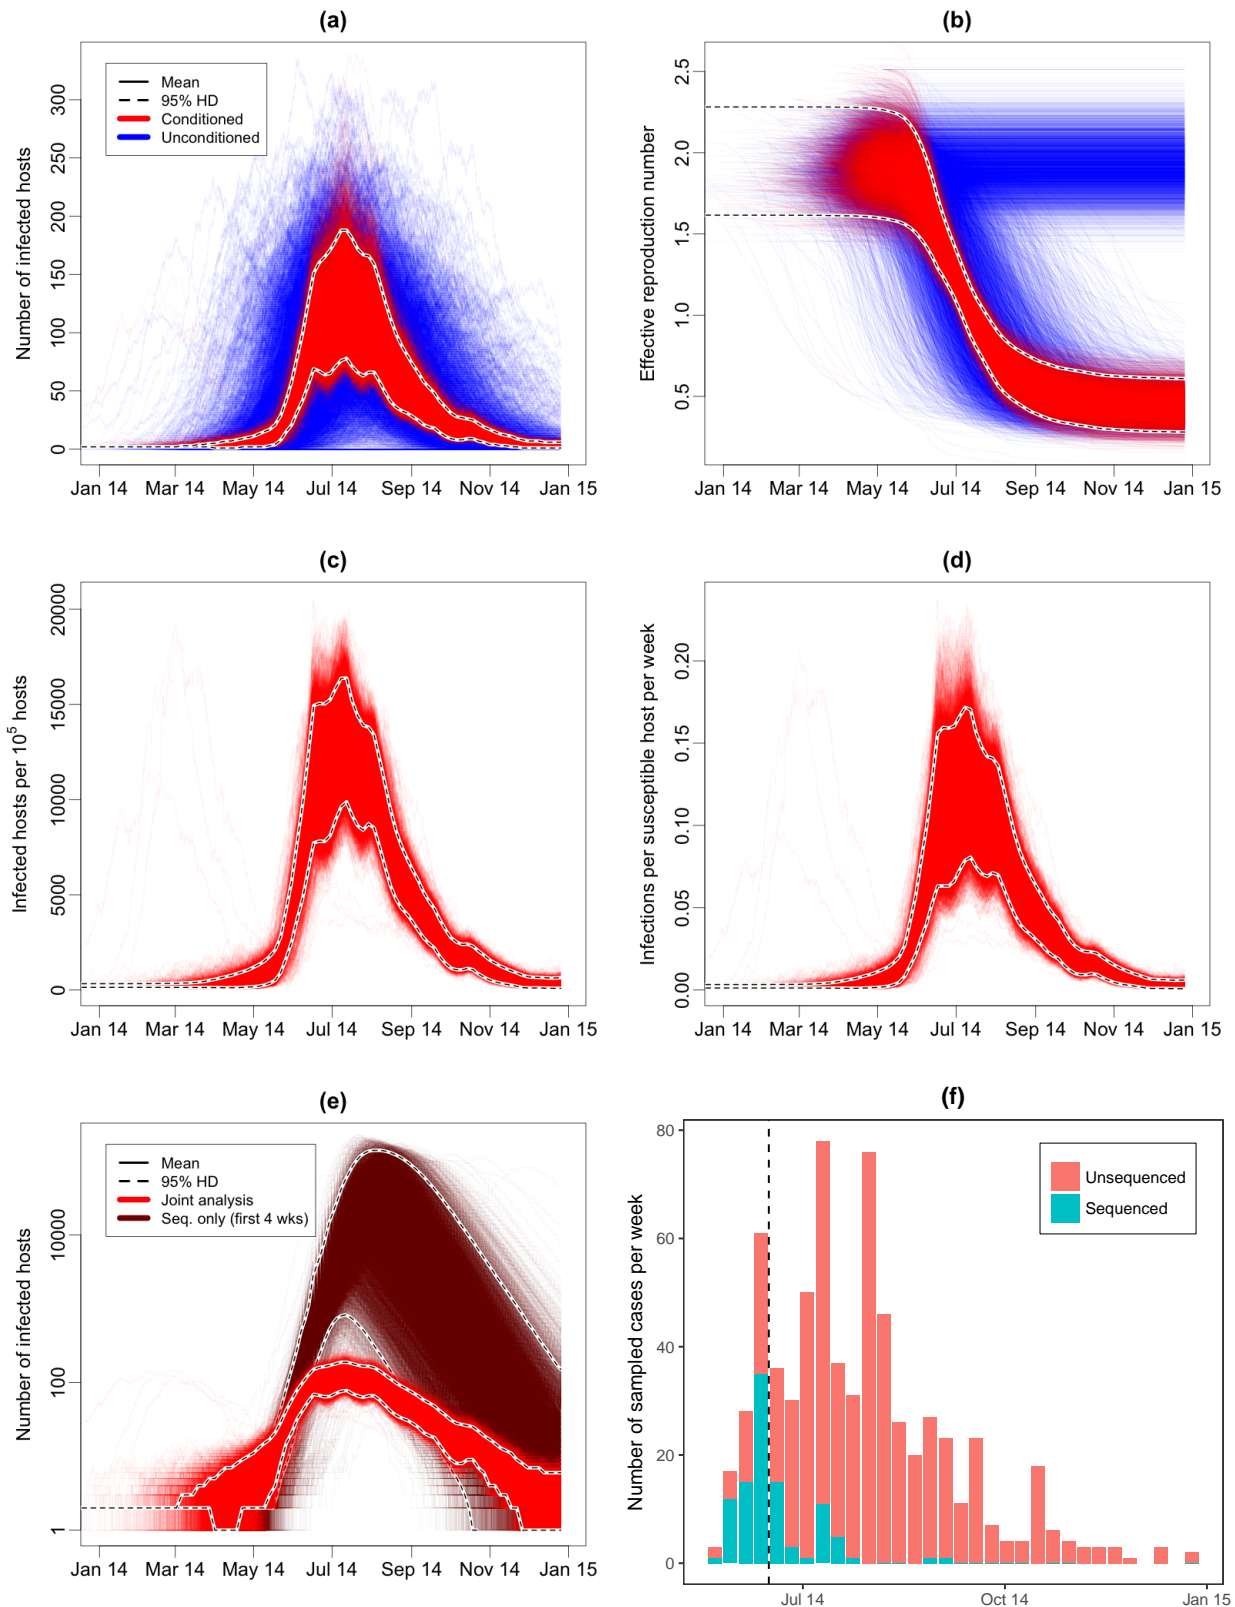 (a)
Number of infected hosts
300
250
200
150
100
50
0
Mean
95% HD
Conditioned
Unconditioned
Jan 14 Mar 14 May 14 Jul 14 Sep 14 Nov 14 Jan 15
(b)
Effective reproduction number
2.5
2.0
1.5
1.0
0.5
Jan 14 Mar 14 May 14 Jul 14 Sep 14 Nov 14 Jan 15
(c)
Infected hosts per 10⁵ hosts
20000
15000
10000
5000
0
Jan 14 Mar 14 May 14 Jul 14 Sep 14 Nov 14 Jan 15
(d)
Infections per susceptible host per week
0.20
0.15
0.10
0.05
0.00
Jan 14 Mar 14 May 14 Jul 14 Sep 14 Nov 14 Jan 15
(e)
Number of infected hosts
10000
100
1
Mean
95% HD
Joint analysis
Seq. only (first 4 wks)
Jan 14 Mar 14 May 14 Jul 14 Sep 14 Nov 14 Jan 15
(f)
Number of sampled cases per week
80
60
40
20
0
Unsequenced
Sequenced
Jul 14 Oct 14 Jan 15